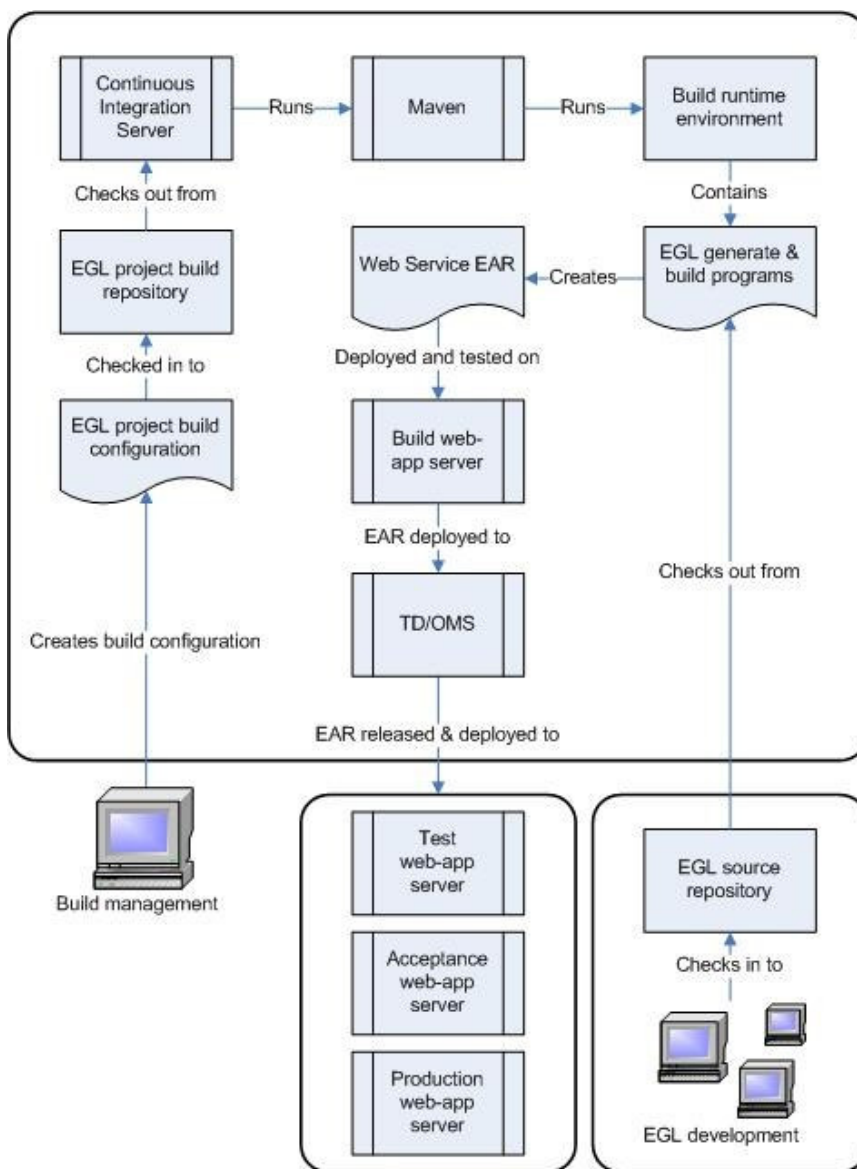 Continuous
Integration
Server
Runs
Maven
Runs
Build runtime
environment
Checks out from
Contains
EGL project build
repository
Web Service EAR
Creates
EGL generate &
build programs
Checked in to
Deployed and tested on
EGL project build
configuration
Build web-
app server
EAR deployed to
Checks out from
Creates build configuration
TD/OMS
EAR released & deployed to
Build management
Test
web-app
server
Acceptance
web-app
server
Production
web-app
server
EGL source
repository
Checks in to
EGL development